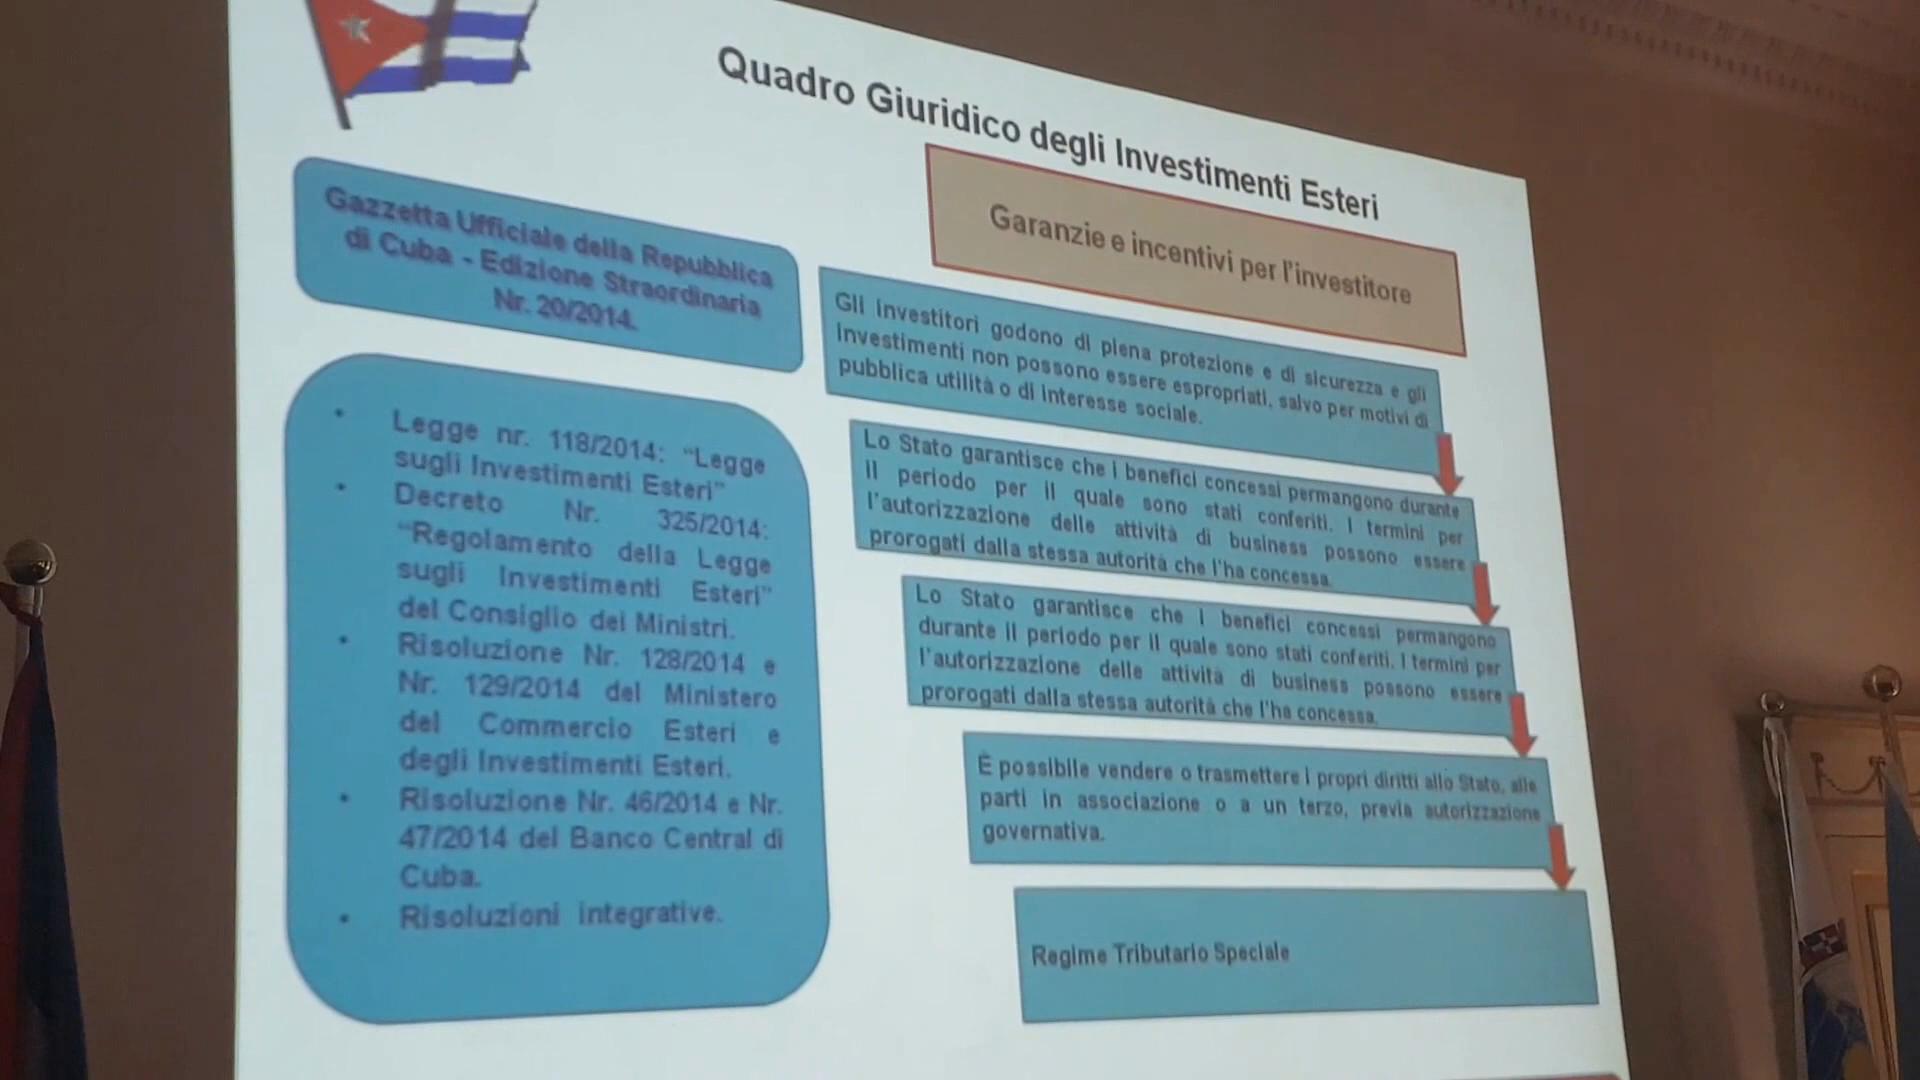 Quadro Giuridico degli Investimenti Esteri
Gazzetta Ufficiale della Repubblica
di Cuba - Edizione Straordinaria
Nr. 20/2014.
• Legge nr. 118/2014: “Legge
sugli Investimenti Esteri”
• Decreto Nr. 325/2014:
“Regolamento della Legge
sugli Investimenti Esteri”
del Consiglio dei Ministri.
• Risoluzione Nr. 128/2014 e
Nr. 129/2014 del Ministero
del Commercio Esteri e
degli Investimenti Esteri.
• Risoluzione Nr. 46/2014 e Nr.
47/2014 del Banco Central di
Cuba.
• Risoluzioni integrative.
Garanzie e incentivi per l'investitore
Gli investitori godono di piena protezione e di sicurezza e gli
investimenti non possono essere espropriati, salvo per motivi di
pubblica utilità o di interesse sociale.
Lo Stato garantisce che i benefici concessi permangono durante
il periodo per il quale sono stati conferiti. I termini per
l'autorizzazione delle attività di business possono essere
prorogati dalla stessa autorità che l'ha concessa.
Lo Stato garantisce che i benefici concessi permangono
durante il periodo per il quale sono stati conferiti. I termini per
l'autorizzazione delle attività di business possono essere
prorogati dalla stessa autorità che l'ha concessa.
È possibile vendere o trasmettere i propri diritti allo Stato, alle
parti in associazione o a un terzo, previa autorizzazione
governativa.
Regime Tributario Speciale